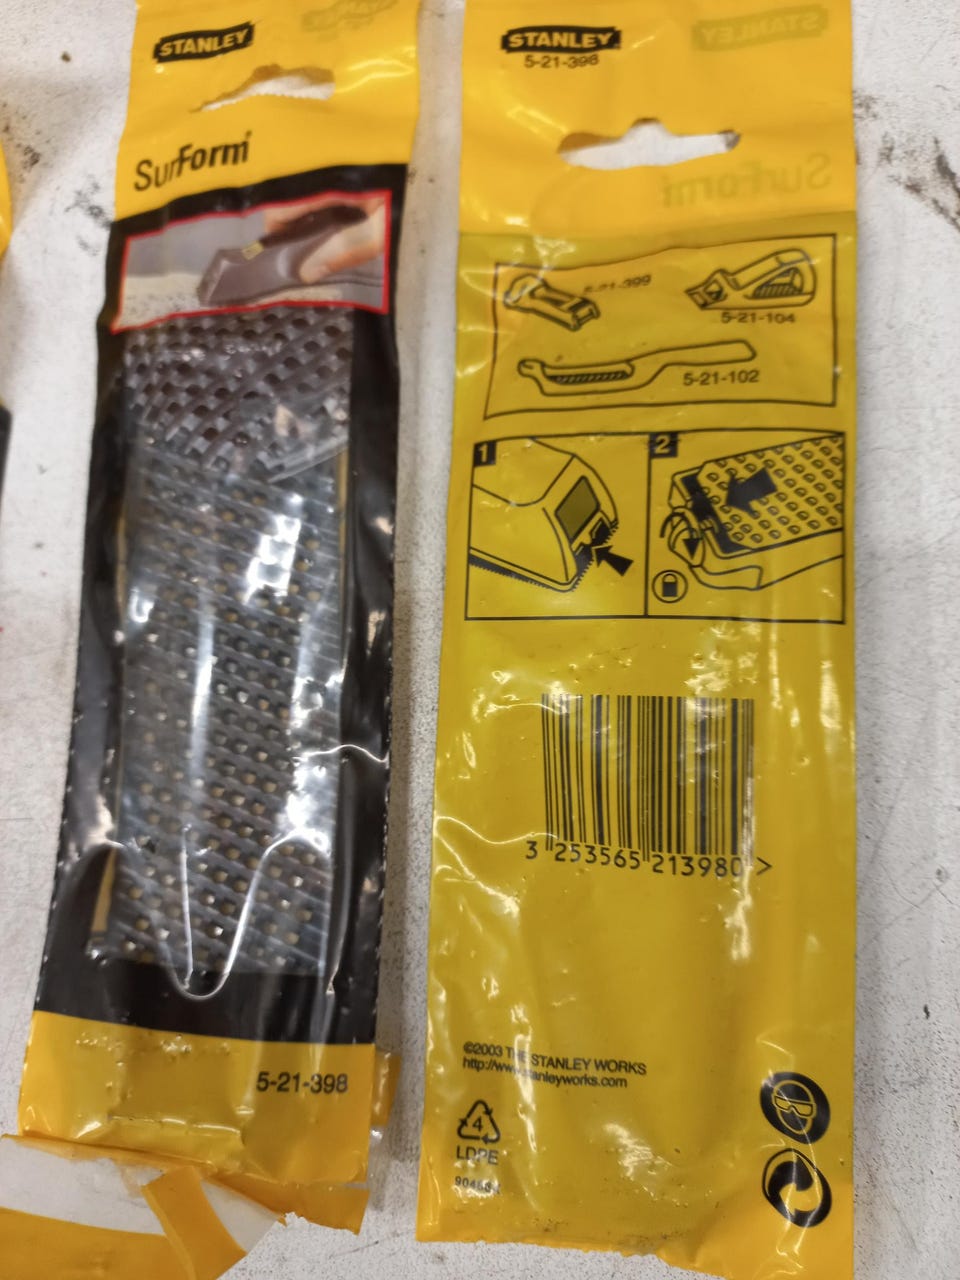 STANLEY
SurForm
5-21-398
STANLEY
5-21-398
5-21-399
5-21-104
5-21-102
1
2
3 253565 213980 >
©2003 THE STANLEY WORKS
http://www.stanleyworks.com
4
LDPE